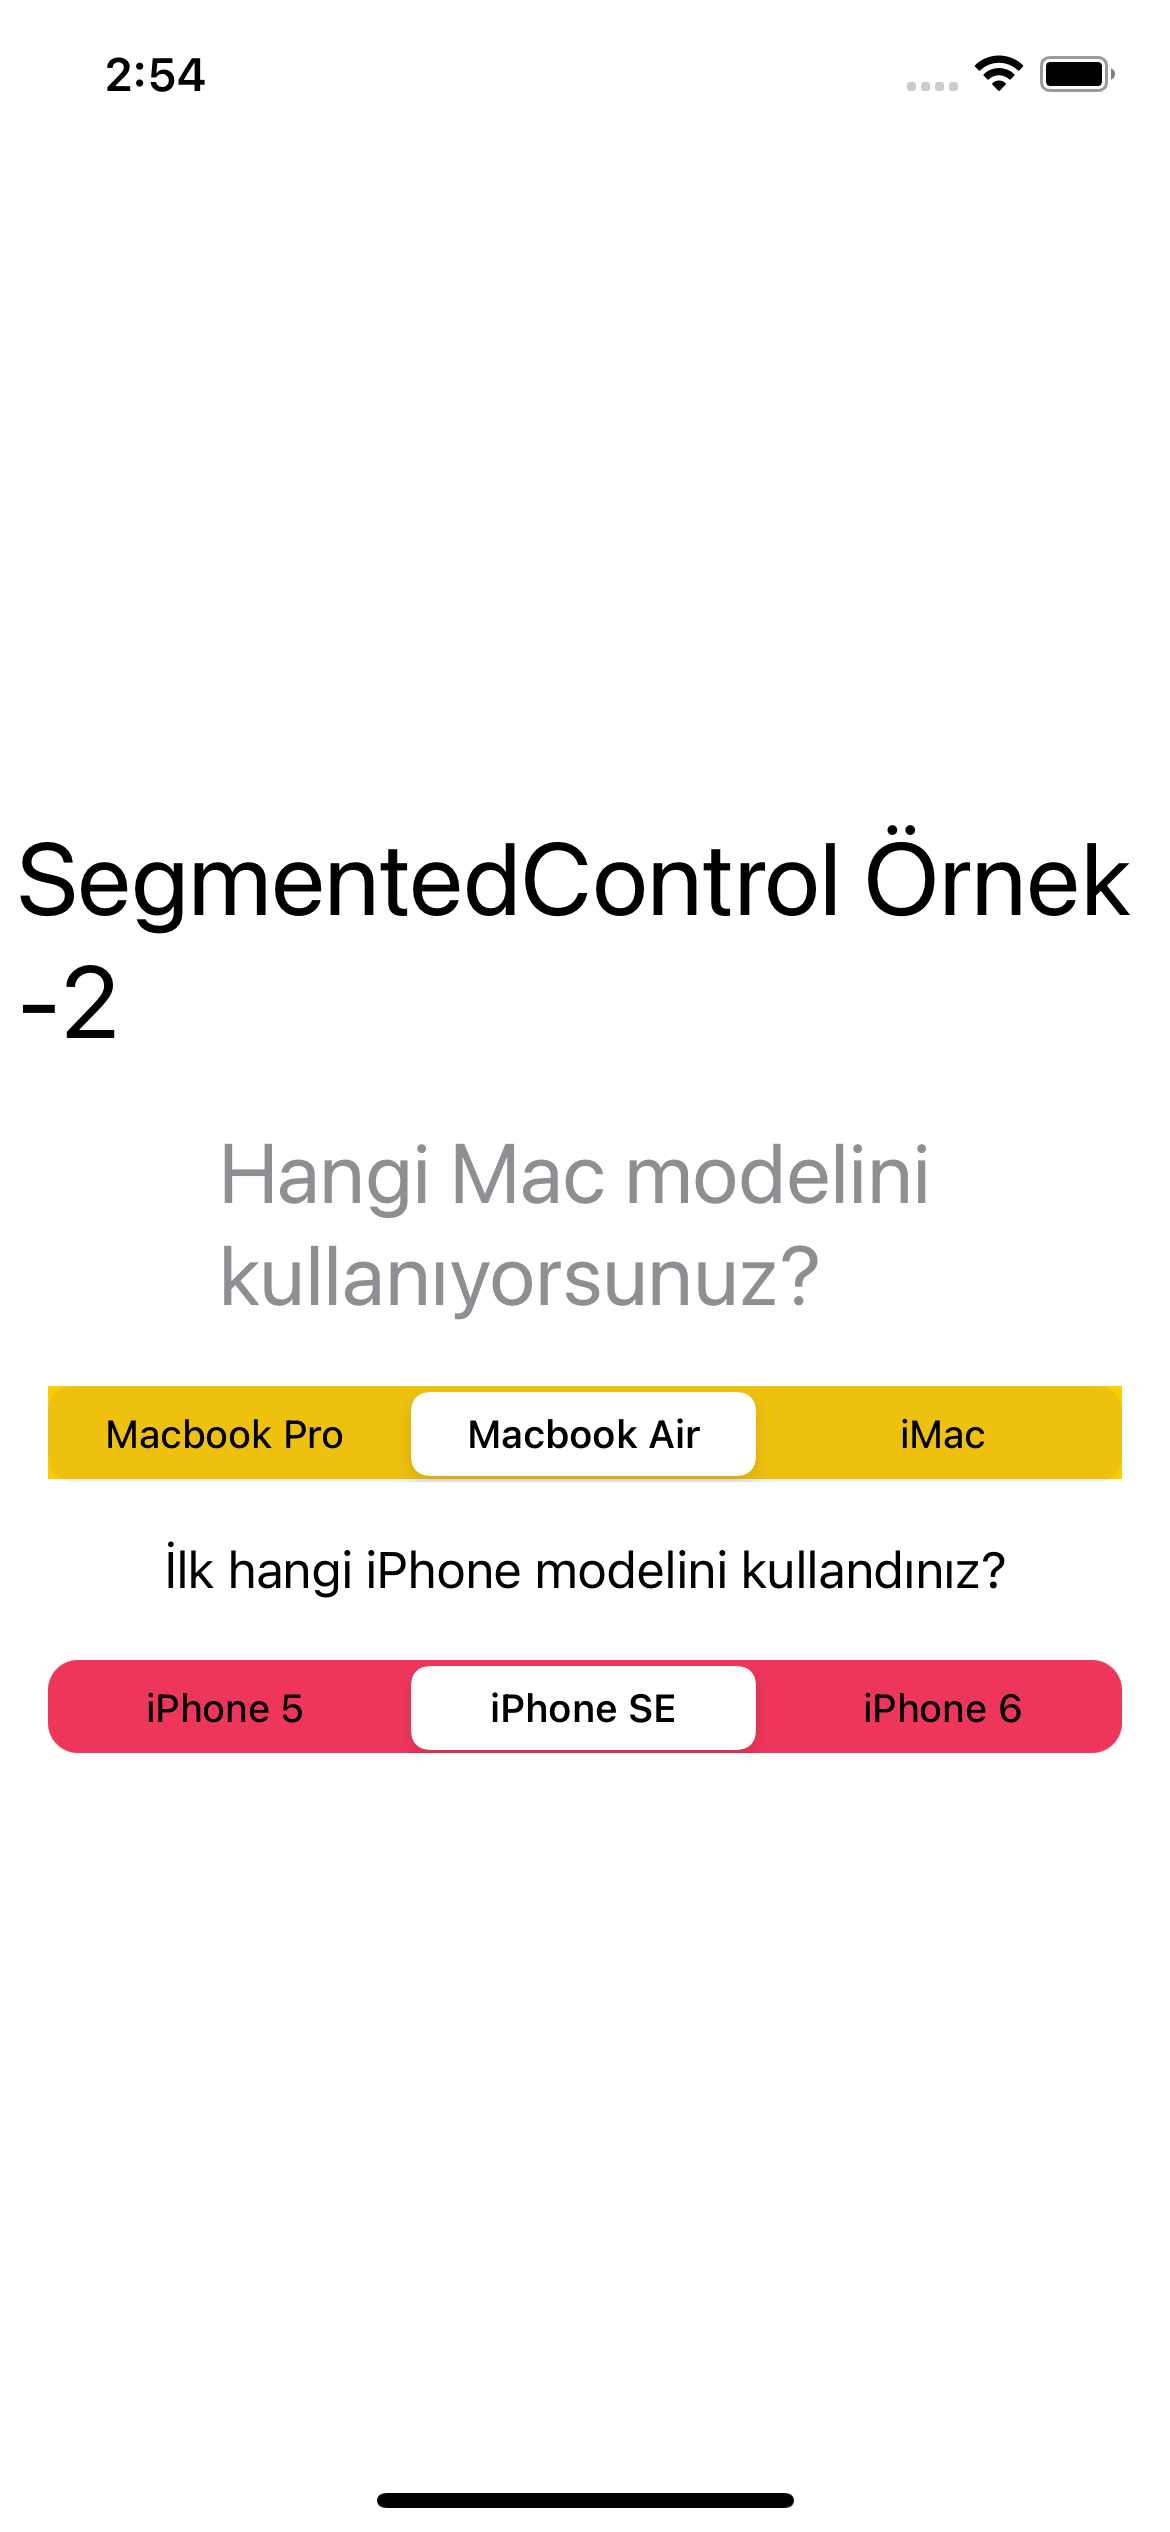 2:54
SegmentedControl Örnek
-2
Hangi Mac modelini
kullanıyorsunuz?
Macbook Pro Macbook Air iMac
İlk hangi iPhone modelini kullandınız?
iPhone 5 iPhone SE iPhone 6